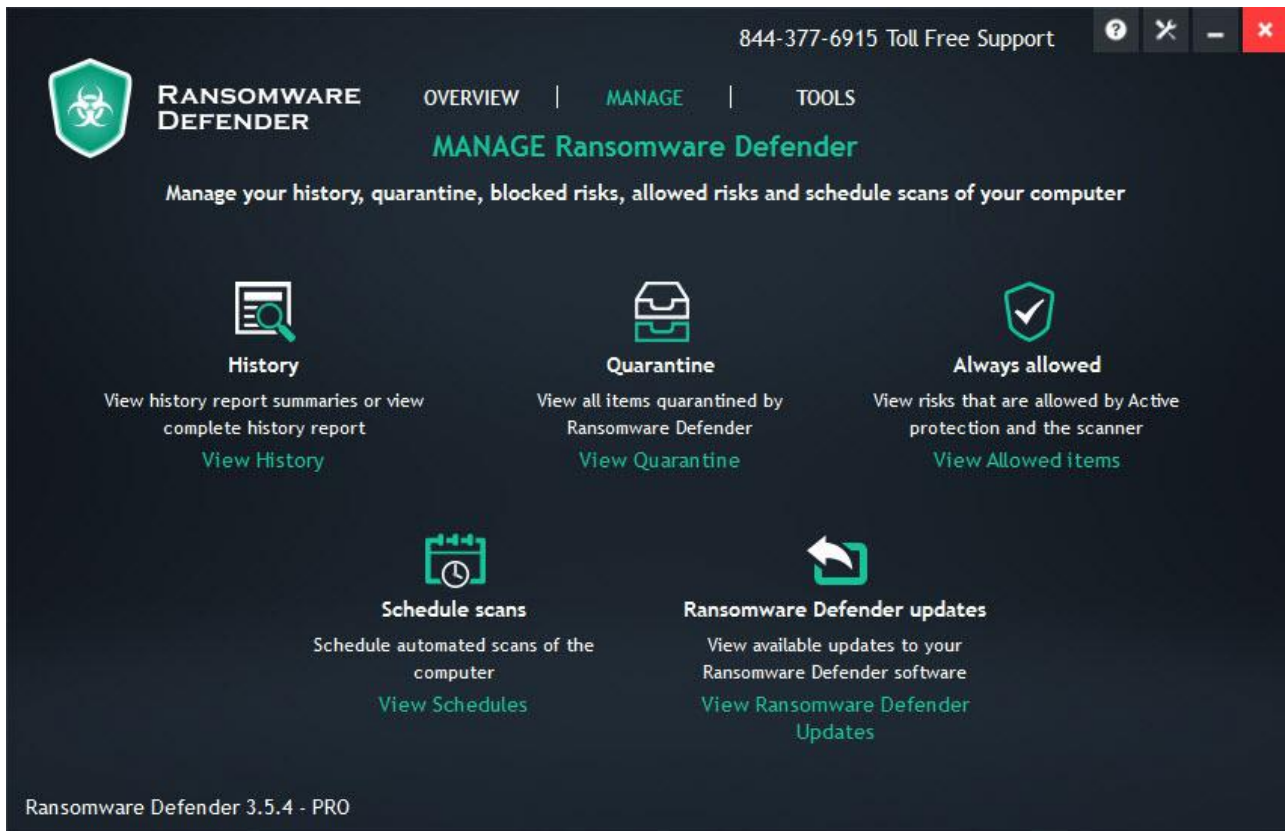 844-377-6915 Toll Free Support
RANSOMWARE
DEFENDER
OVERVIEW | MANAGE | TOOLS
MANAGE Ransomware Defender
Manage your history, quarantine, blocked risks, allowed risks and schedule scans of your computer
History
View history report summaries or view
complete history report
View History
Quarantine
View all items quarantined by
Ransomware Defender
View Quarantine
Always allowed
View risks that are allowed by Active
protection and the scanner
View Allowed items
Schedule scans
Schedule automated scans of the
computer
View Schedules
Ransomware Defender updates
View available updates to your
Ransomware Defender software
View Ransomware Defender
Updates
Ransomware Defender 3.5.4 - PRO